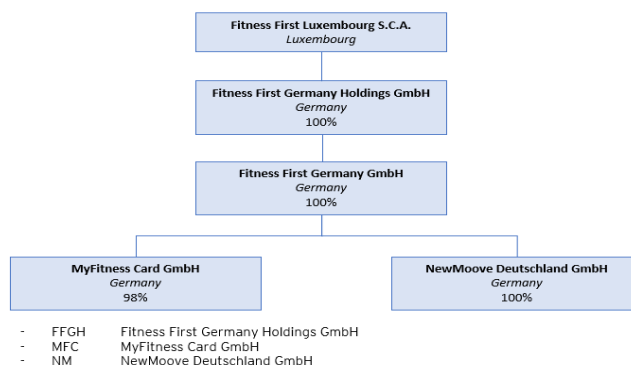 Fitness First Luxembourg S.C.A.
Luxembourg
Fitness First Germany Holdings GmbH
Germany
100%
Fitness First Germany GmbH
Germany
100%
MyFitness Card GmbH
Germany
98%
NewMoove Deutschland GmbH
Germany
100%
- FFGH Fitness First Germany Holdings GmbH
- MFC MyFitness Card GmbH
- NM NewMoove Deutschland GmbH